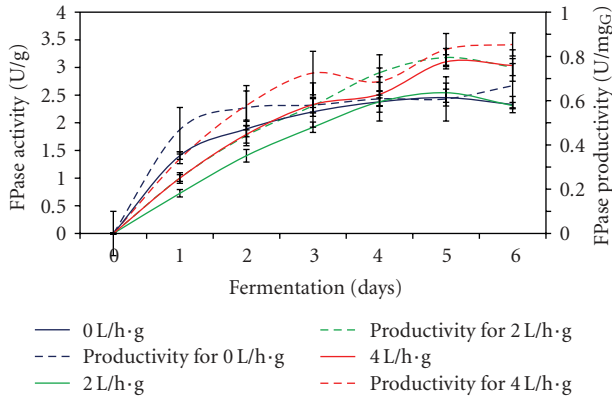 4
3.5
3
2.5
2
1.5
1
0.5
0
FPase activity (U/g)
1
0.8
0.6
0.4
0.2
0
FPase productivity (U/mgG)
0 1 2 3 4 5 6
Fermentation (days)
0 L/h·g
Productivity for 0 L/h·g
2 L/h·g
Productivity for 2 L/h·g
4 L/h·g
Productivity for 4 L/h·g